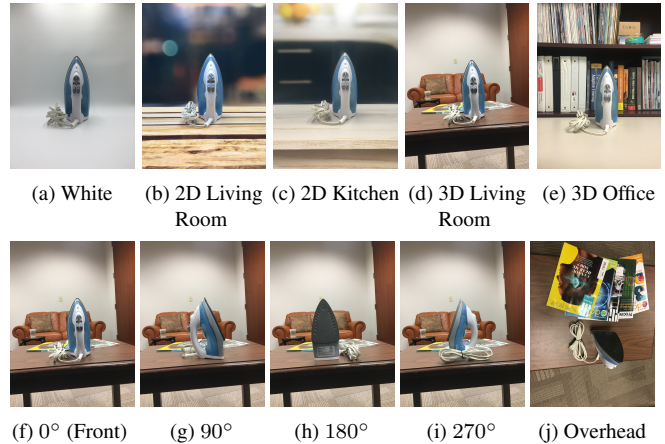 (a) White
(b) 2D Living
Room
(c) 2D Kitchen
(d) 3D Living
Room
(e) 3D Office
(f) 0° (Front)
(g) 90°
(h) 180°
(i) 270°
(j) Overhead